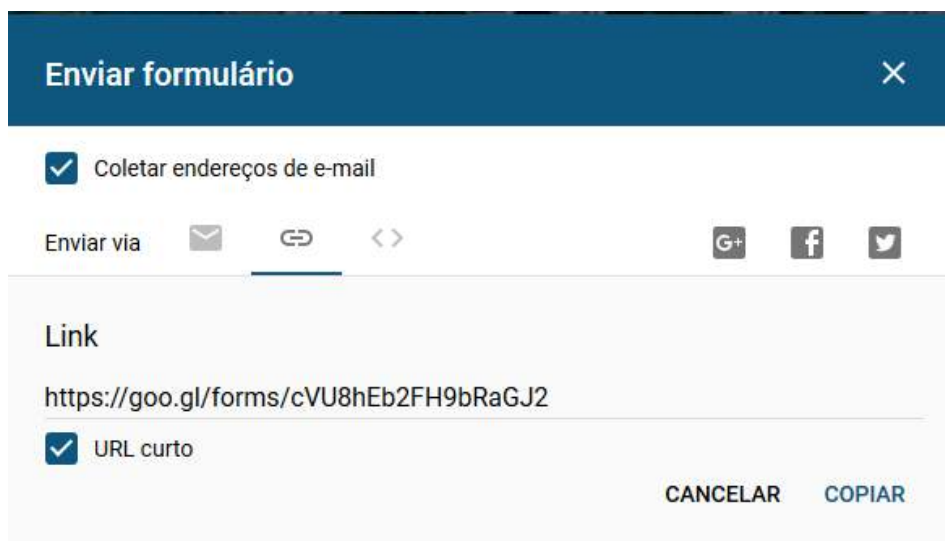 Enviar formulário
Coletar endereços de e-mail
Enviar via
G+
Link
https://goo.gl/forms/cVU8hEb2FH9bRaGJ2
URL curto
CANCELAR COPIAR